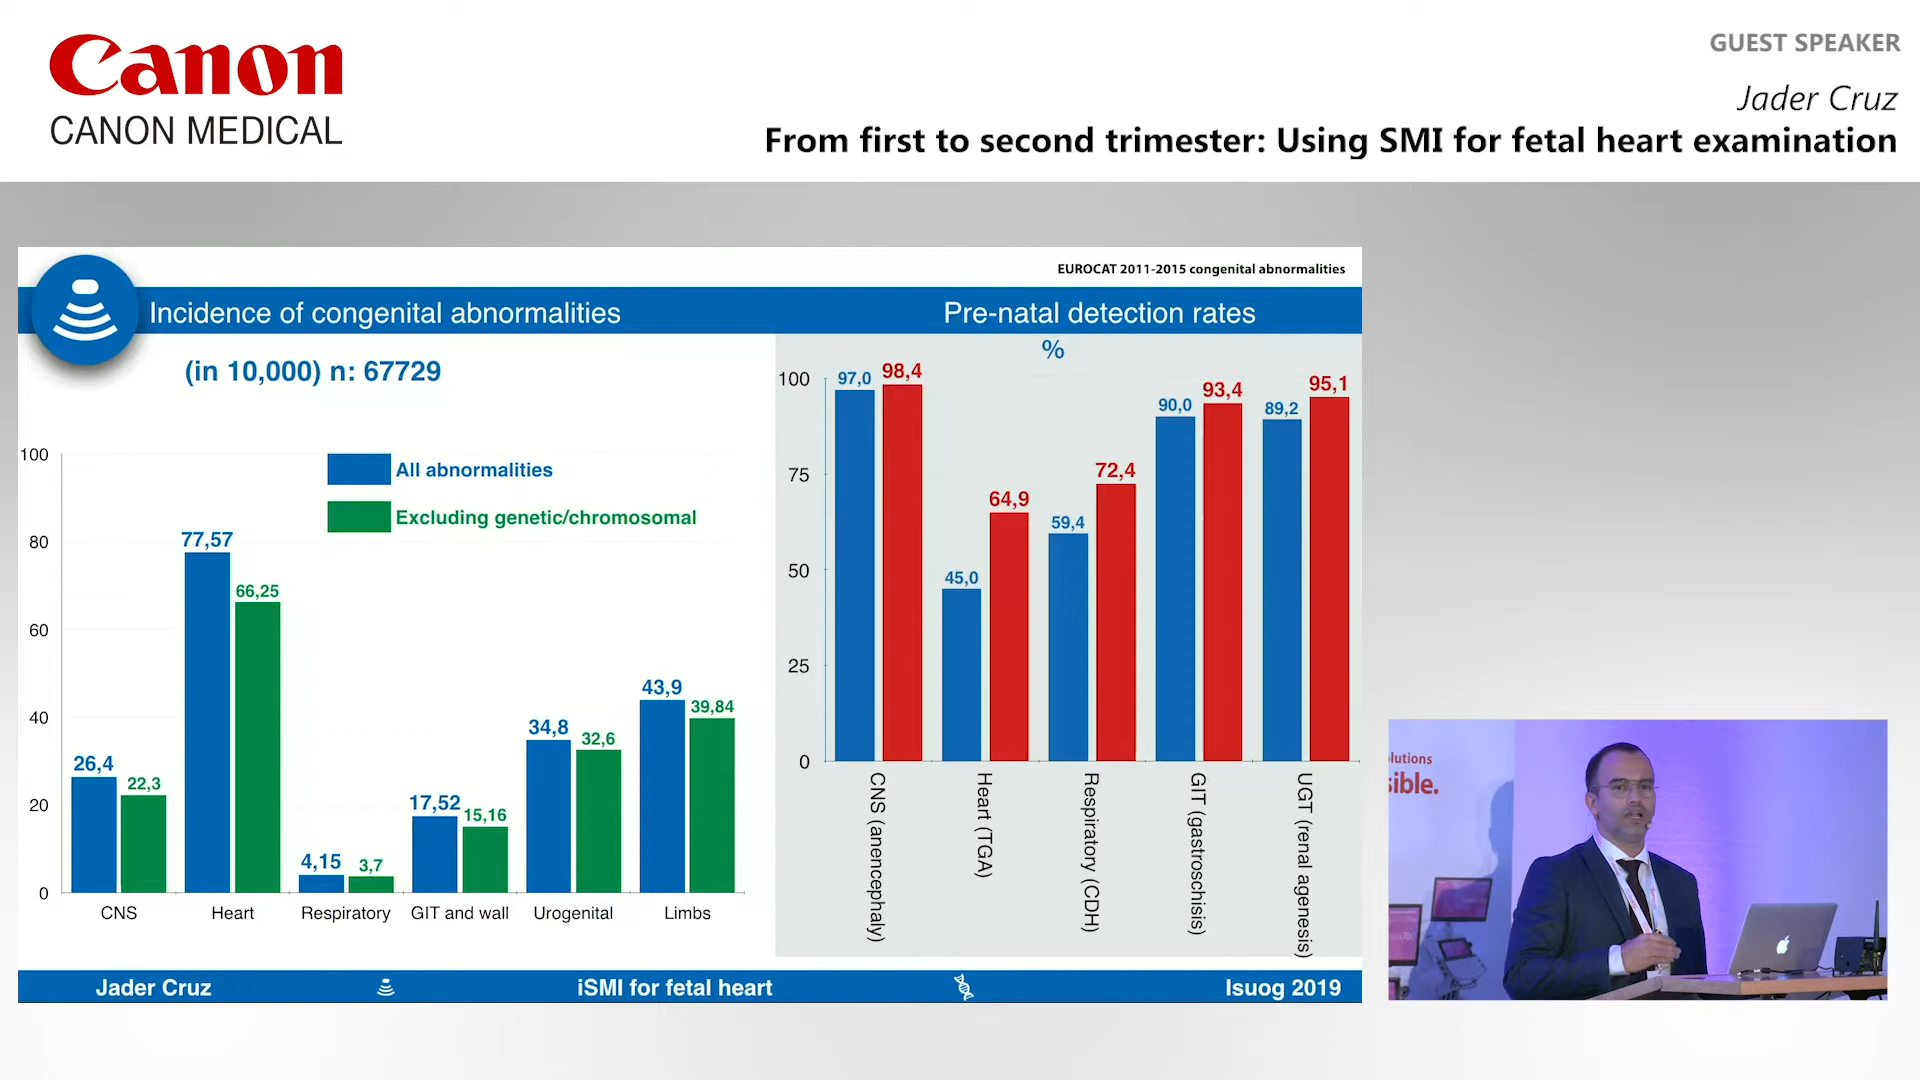 Canon
CANON MEDICAL
GUEST SPEAKER
Jader Cruz
From first to second trimester: Using SMI for fetal heart examination
EUROCAT 2011-2015 congenital abnormalities
Incidence of congenital abnormalities
Pre-natal detection rates
(in 10,000) n: 67729
All abnormalities
Excluding genetic/chromosomal
100
80
60
40
20
0
26,4
22,3
77,57
66,25
4,15
3,7
17,52
15,16
34,8
32,6
43,9
39,84
CNS
Heart
Respiratory
GIT and wall
Urogenital
Limbs
%
100
75
50
25
0
97,0
98,4
45,0
64,9
59,4
72,4
90,0
93,4
89,2
95,1
CNS (anencephaly)
Heart (TGA)
Respiratory (CDH)
GIT (gastroschisis)
UGT (renal agenesis)
Jader Cruz
iSMI for fetal heart
Isuog 2019
lutions
sible.